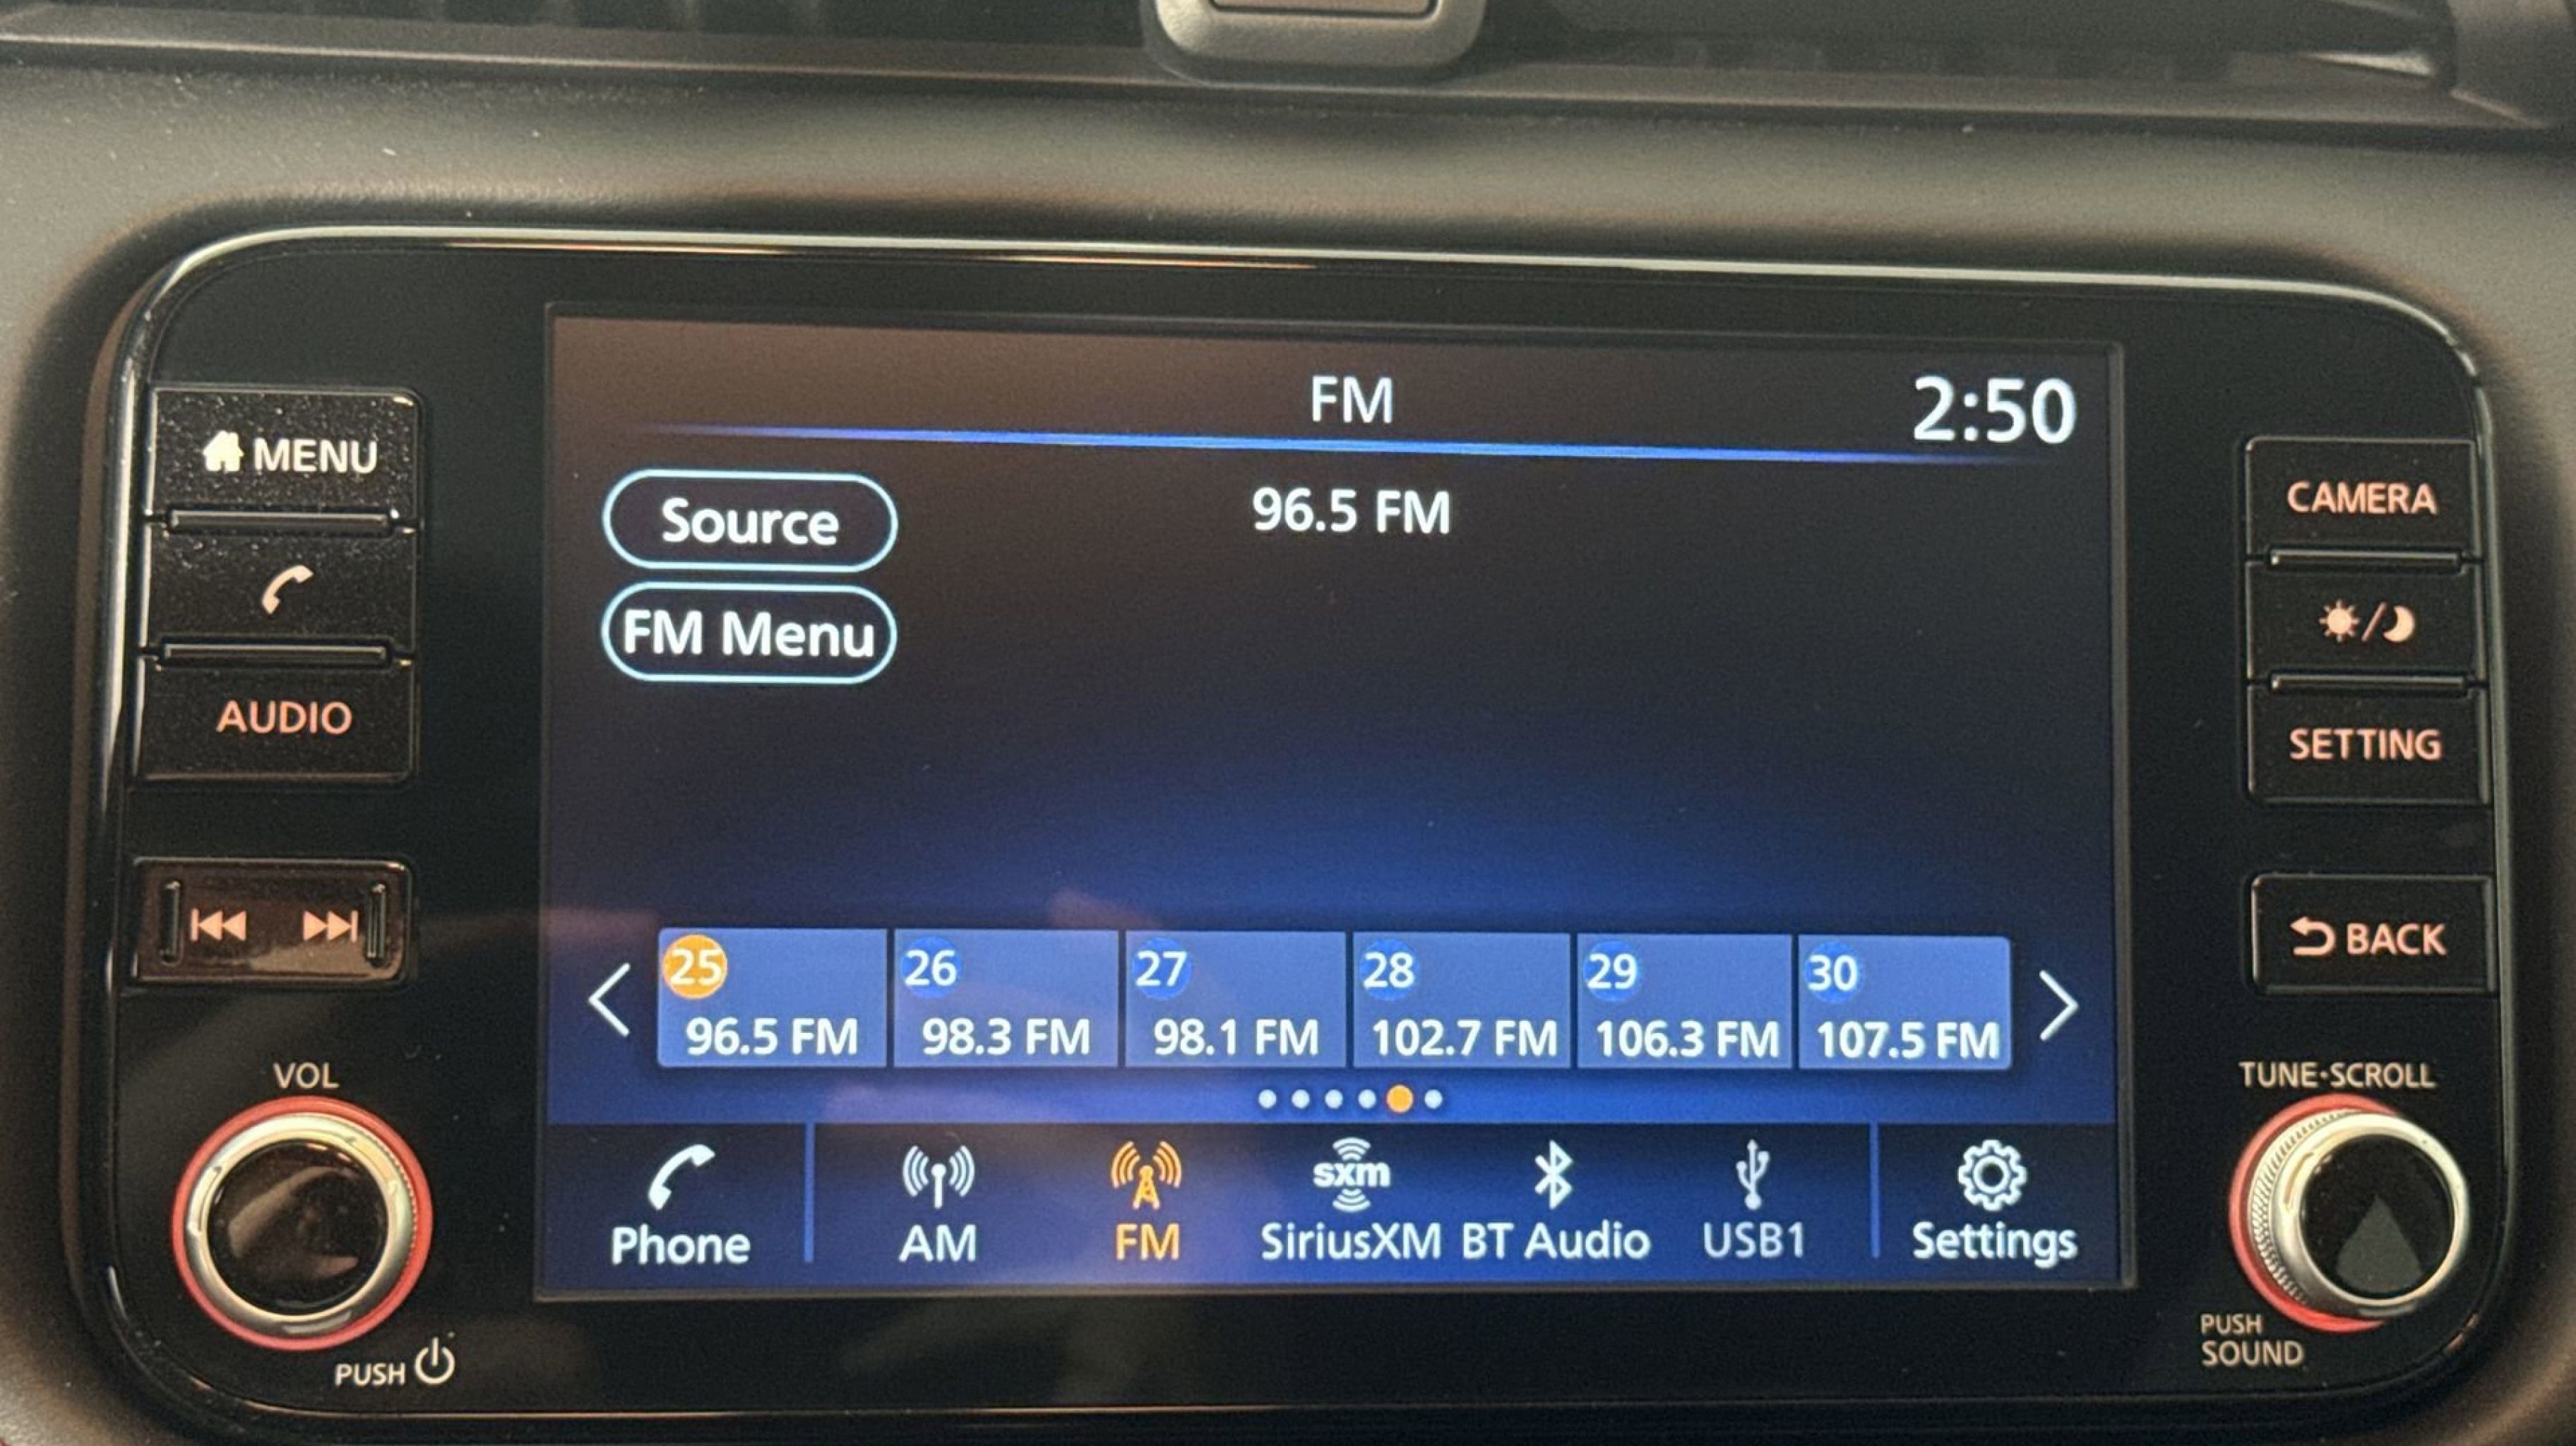 FM
2:50
MENU
Source
96.5 FM
CAMERA
FM Menu
AUDIO
SETTING
25
26
27
28
29
30
96.5 FM
98.3 FM
98.1 FM
102.7 FM
106.3 FM
107.5 FM
BACK
VOL
TUNE·SCROLL
sxm
Phone
AM
FM
SiriusXM
BT Audio
USB1
Settings
PUSH
PUSH
SOUND